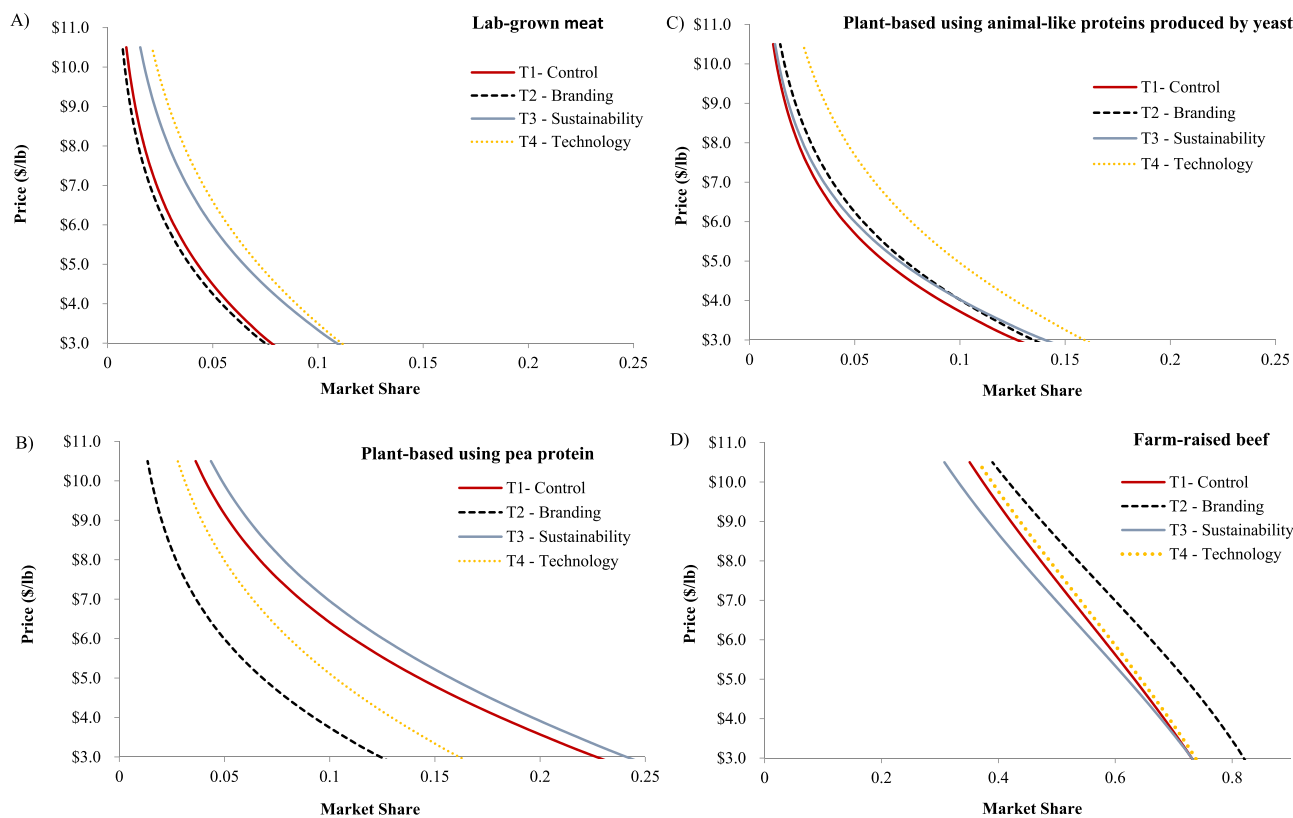 A)
Lab-grown meat
T1- Control
T2 - Branding
T3 - Sustainability
T4 - Technology
Price ($/lb)
$11.0
$10.0
$9.0
$8.0
$7.0
$6.0
$5.0
$4.0
$3.0
0 0.05 0.1 0.15 0.2 0.25
Market Share
C)
Plant-based using animal-like proteins produced by yeast
T1- Control
T2 - Branding
T3 - Sustainability
T4 - Technology
Price ($/lb)
$11.0
$10.0
$9.0
$8.0
$7.0
$6.0
$5.0
$4.0
$3.0
0 0.05 0.1 0.15 0.2 0.25
Market Share
B)
Plant-based using pea protein
T1- Control
T2 - Branding
T3 - Sustainability
T4 - Technology
Price ($/lb)
$11.0
$10.0
$9.0
$8.0
$7.0
$6.0
$5.0
$4.0
$3.0
0 0.05 0.1 0.15 0.2 0.25
Market Share
D)
Farm-raised beef
T1- Control
T2 - Branding
T3 - Sustainability
T4 - Technology
Price ($/lb)
$11.0
$10.0
$9.0
$8.0
$7.0
$6.0
$5.0
$4.0
$3.0
0 0.2 0.4 0.6 0.8
Market Share